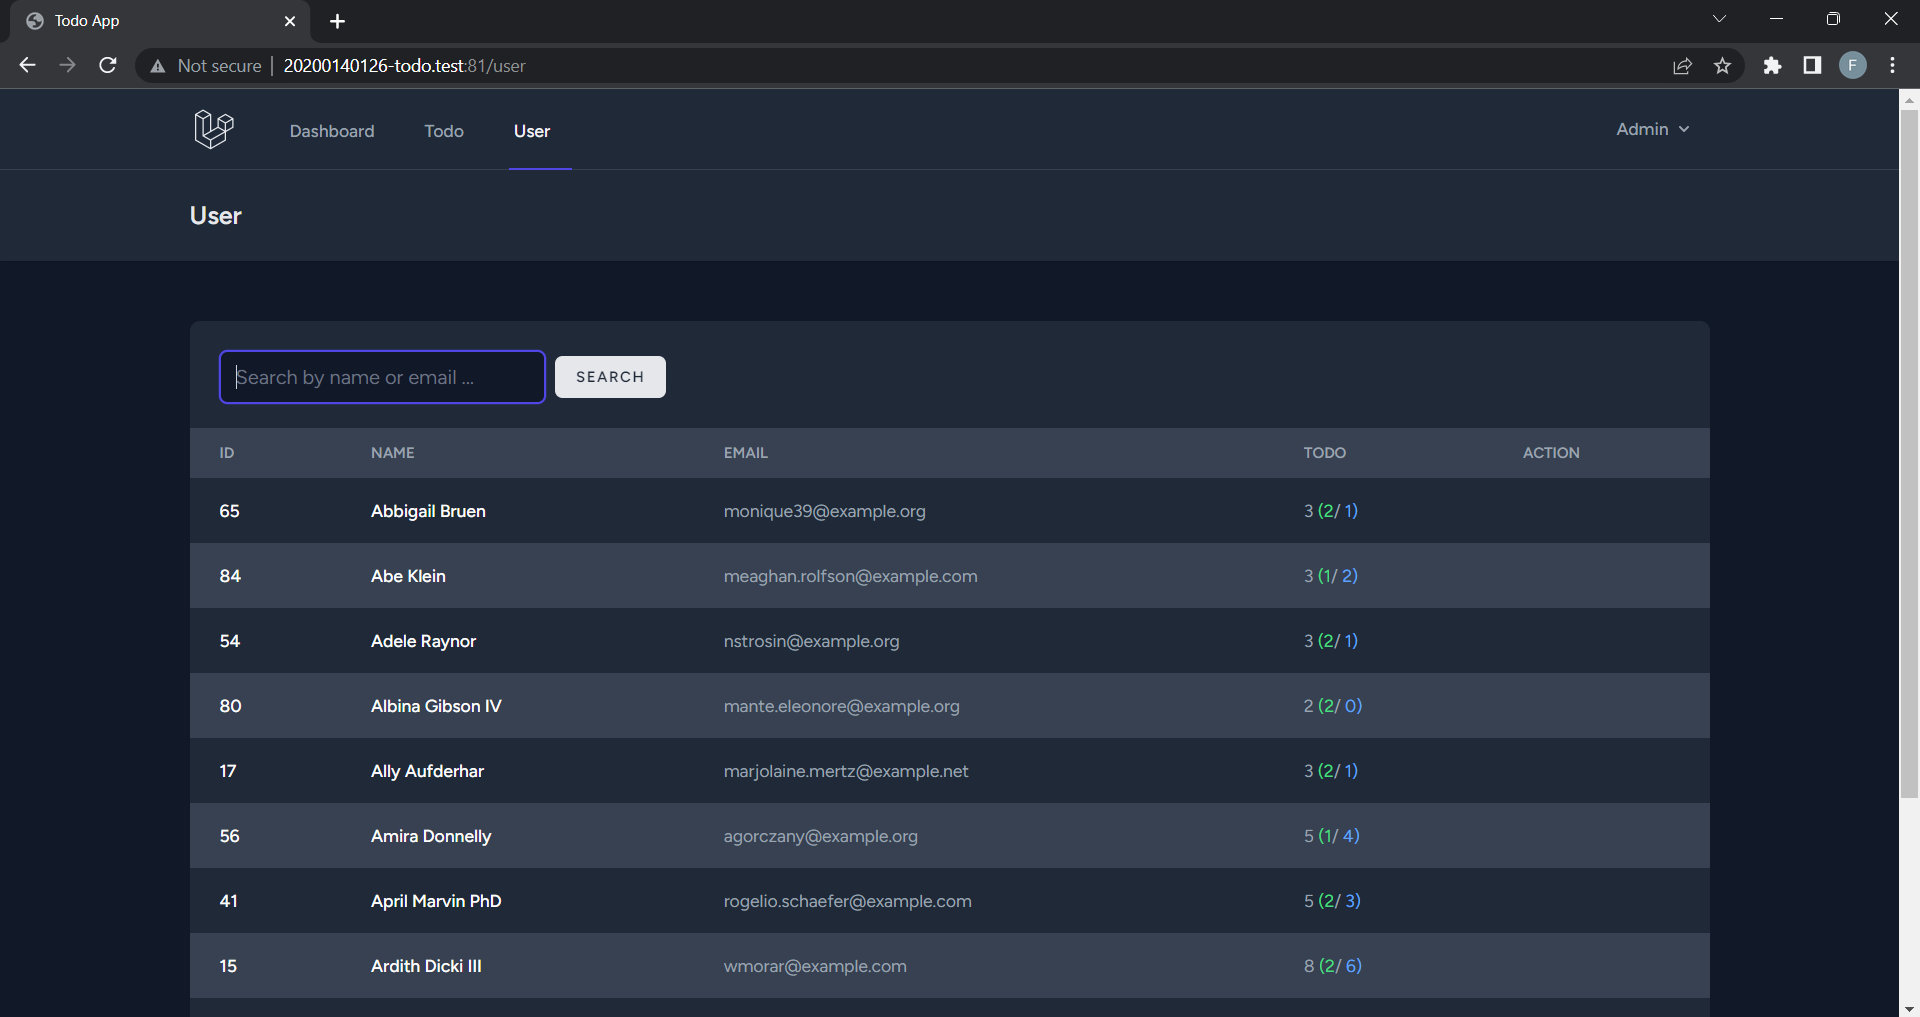 Todo App
Not secure 20200140126-todo.test:81/user
F
Dashboard Todo User Admin
User
Search by name or email ...
SEARCH
ID NAME EMAIL TODO ACTION
65 Abbigail Bruen monique39@example.org 3 (2/ 1)
84 Abe Klein meaghan.rolfson@example.com 3 (1/ 2)
54 Adele Raynor nstrosin@example.org 3 (2/ 1)
80 Albina Gibson IV mante.eleonore@example.org 2 (2/ 0)
17 Ally Aufderhar marjolaine.mertz@example.net 3 (2/ 1)
56 Amira Donnelly agorczany@example.org 5 (1/ 4)
41 April Marvin PhD rogelio.schaefer@example.com 5 (2/ 3)
15 Ardith Dicki III wmorar@example.com 8 (2/ 6)